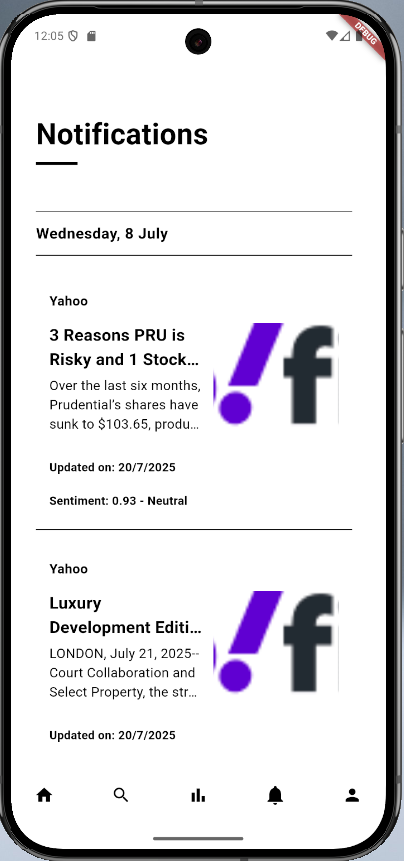 12:05
DEBUG
Notifications
Wednesday, 8 July
Yahoo
3 Reasons PRU is
Risky and 1 Stock…
Over the last six months,
Prudential's shares have
sunk to $103.65, produ…
!f
Updated on: 20/7/2025
Sentiment: 0.93 - Neutral
Yahoo
Luxury
Development Editi…
LONDON, July 21, 2025--
Court Collaboration and
Select Property, the str…
!f
Updated on: 20/7/2025